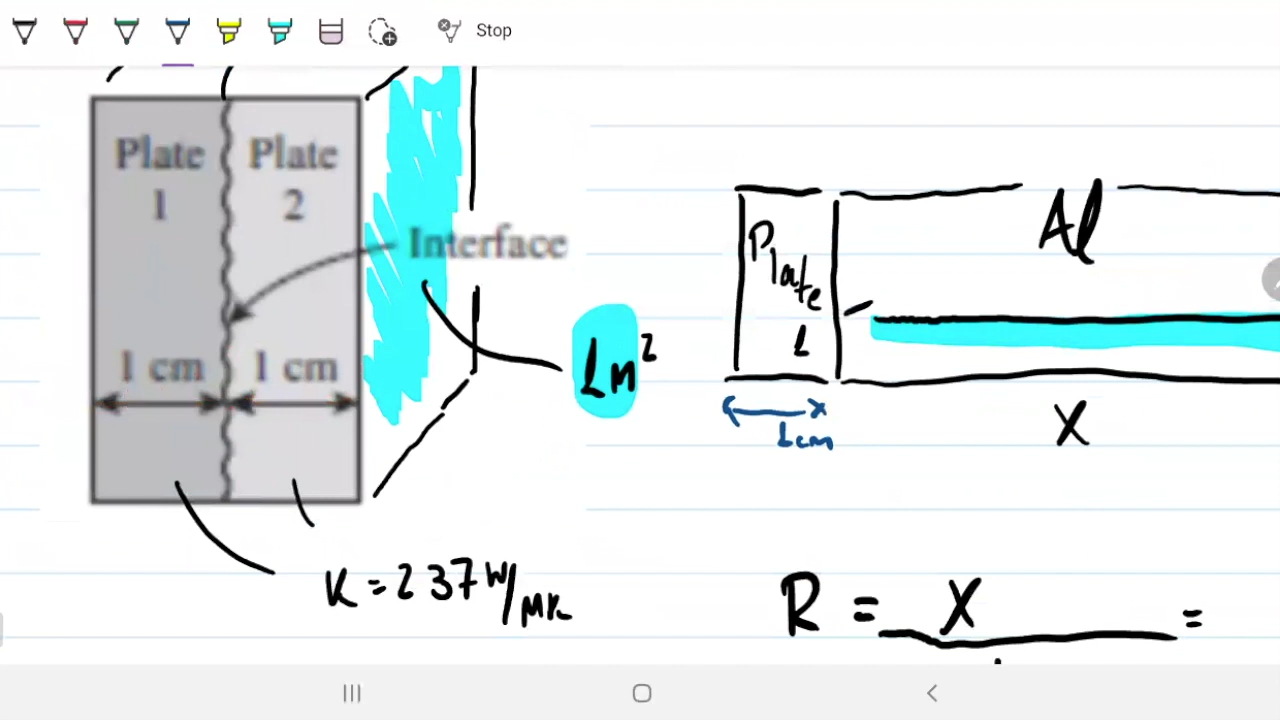 Stop
Plate 1
Plate 2
Interface
1 cm
1 cm
1m²
K = 237 W/mK
Plate 1
1cm
Al
X
R = X =